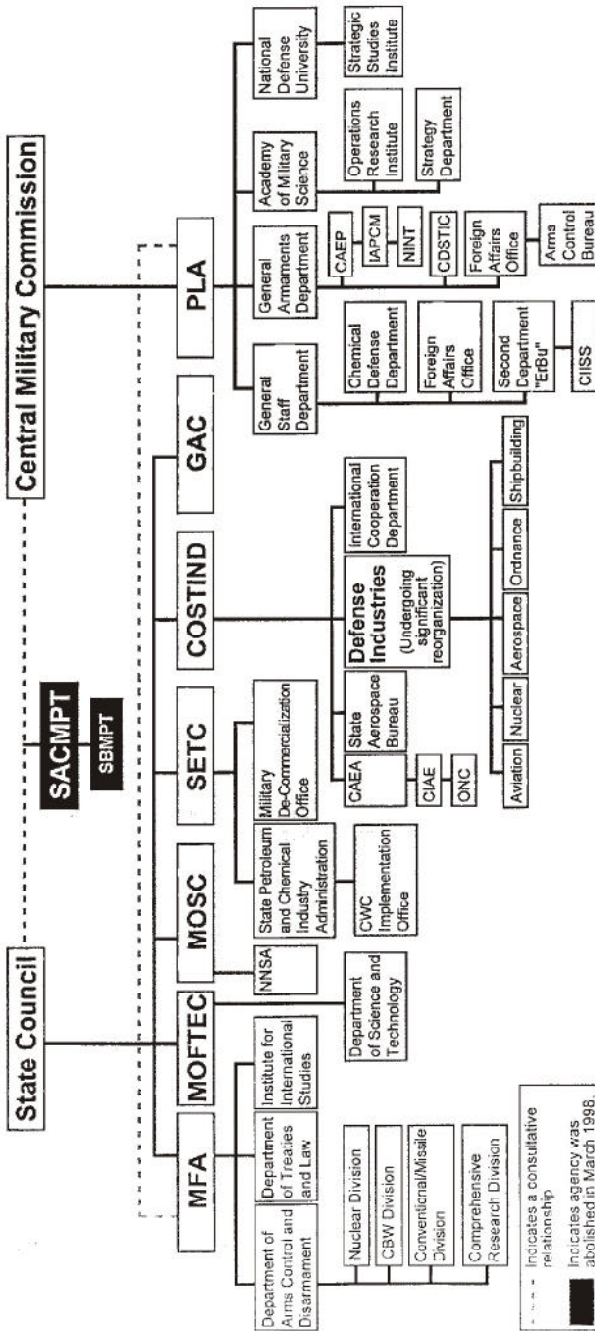 State Council
Central Military Commission
SACMPT
SBMPT
MFA
MOFTEC
MOSC
SETC
COSTIND
GAC
PLA
Department of
Arms Control and
Disarmament
Department
of Treaties
and Law
Institute for
International
Studies
Nuclear Division
CBW Division
Conventional/Missile
Division
Comprehensive
Research Division
Department
of Science and
Technology
NNSA
State Petroleum
and Chemical
Industry
Administration
Military
De-Commercialization
Office
CWC
Implementation
Office
CAEA
State
Aerospace
Bureau
Defense
Industries
(Undergoing
significant
reorganization)
International
Cooperation
Department
CIAE
ONC
Aviation
Nuclear
Aerospace
Ordnance
Shipbuilding
General
Staff
Department
General
Armaments
Department
Academy
of Military
Science
National
Defense
University
Chemical
Defense
Department
Foreign
Affairs
Office
Second
Department
"ErBu"
CIISS
CAEP
IAPCM
NINT
CDSTIC
Foreign
Affairs
Office
Arms
Control
Bureau
Operations
Research
Institute
Strategy
Department
Strategic
Studies
Institute
Indicates a consultative
relationship
Indicates agency was
abolished in March 1998.